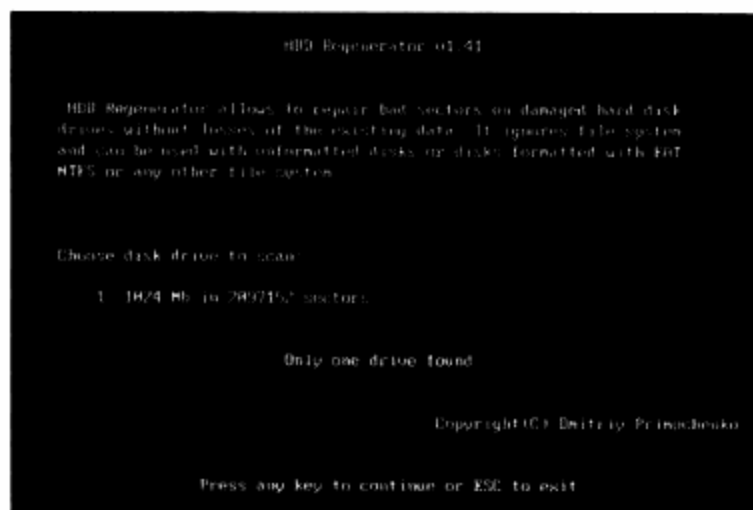 HDD Regenerator v1.41
HDD Regenerator allows to repair bad sectors on damaged hard disk
drives without losses of the existing data. It ignores file system
and can be used with unformatted disks or disks formatted with FAT
NTFS or any other file system
Choose disk drive to scan:
1 1024 Mb in 2097152 sectors
Only one drive found
Copyright(C) Dmitriy Primochenko
Press any key to continue or ESC to exit